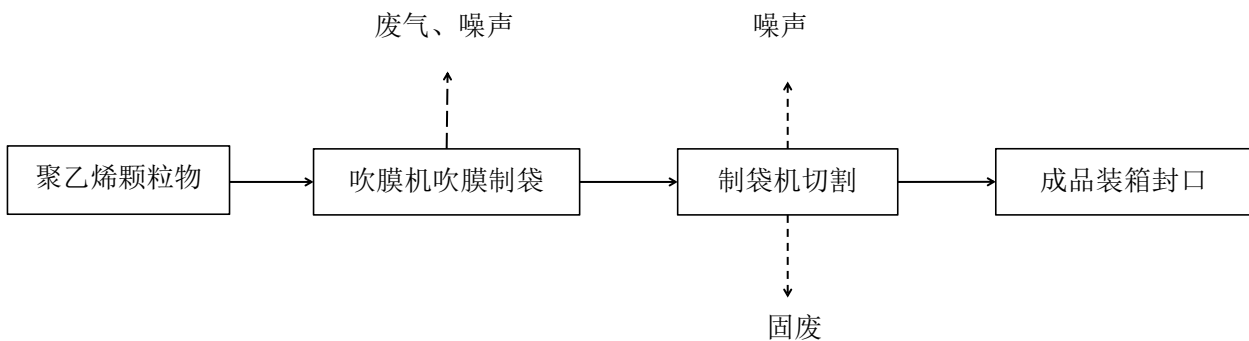 废气、噪声
噪声
聚乙烯颗粒物
吹膜机吹膜制袋
制袋机切割
成品装箱封口
固废